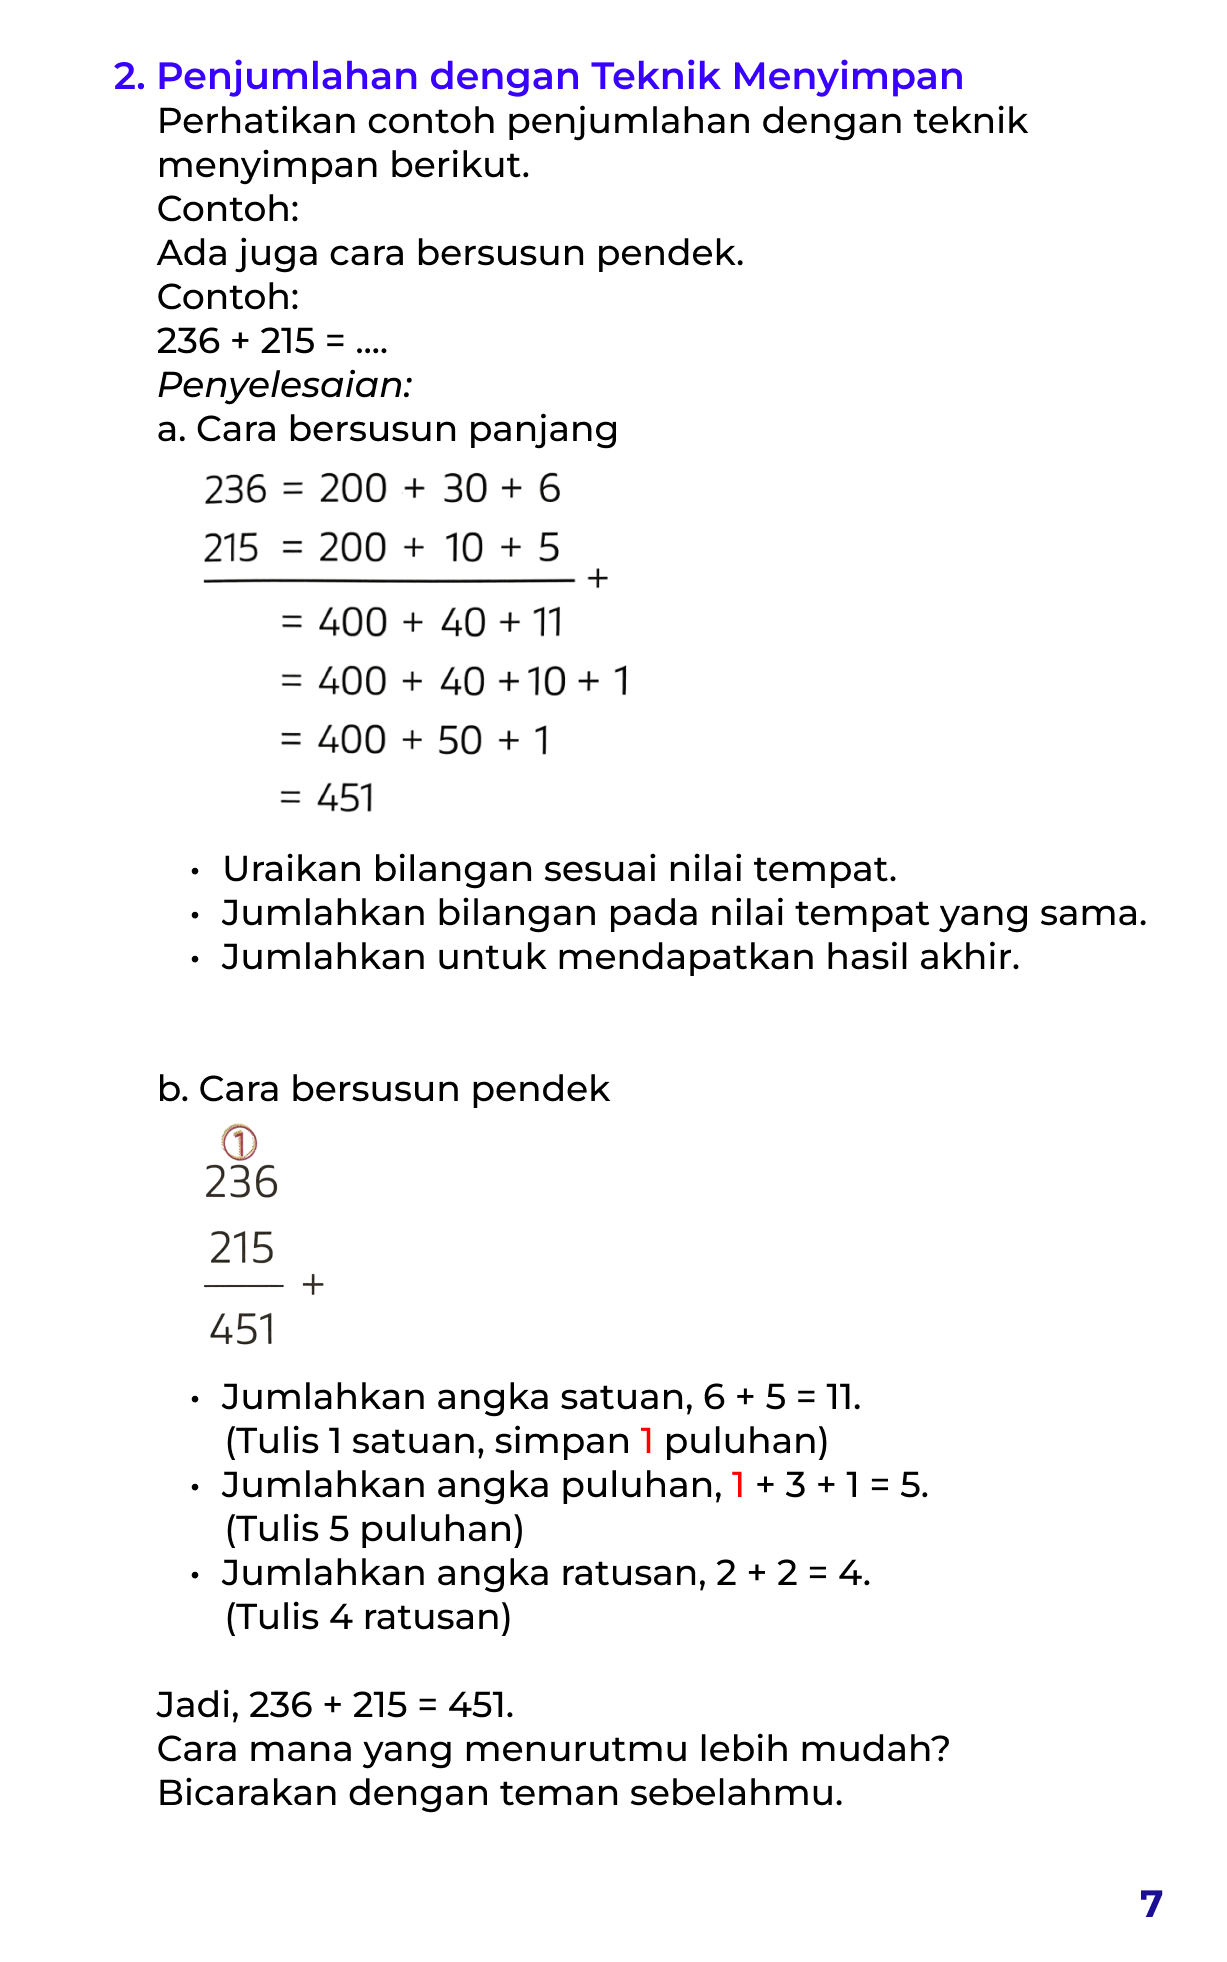 2. Penjumlahan dengan Teknik Menyimpan
Perhatikan contoh penjumlahan dengan teknik
menyimpan berikut.
Contoh:
Ada juga cara bersusun pendek.
Contoh:
236 + 215 = ....
Penyelesaian:
a. Cara bersusun panjang
236 = 200 + 30 + 6
215 = 200 + 10 + 5
+
= 400 + 40 + 11
= 400 + 40 + 10 + 1
= 400 + 50 + 1
= 451
• Uraikan bilangan sesuai nilai tempat.
• Jumlahkan bilangan pada nilai tempat yang sama.
• Jumlahkan untuk mendapatkan hasil akhir.
b. Cara bersusun pendek
1
236
215
+
451
• Jumlahkan angka satuan, 6 + 5 = 11.
(Tulis 1 satuan, simpan 1 puluhan)
• Jumlahkan angka puluhan, 1 + 3 + 1 = 5.
(Tulis 5 puluhan)
• Jumlahkan angka ratusan, 2 + 2 = 4.
(Tulis 4 ratusan)
Jadi, 236 + 215 = 451.
Cara mana yang menurutmu lebih mudah?
Bicarakan dengan teman sebelahmu.
7